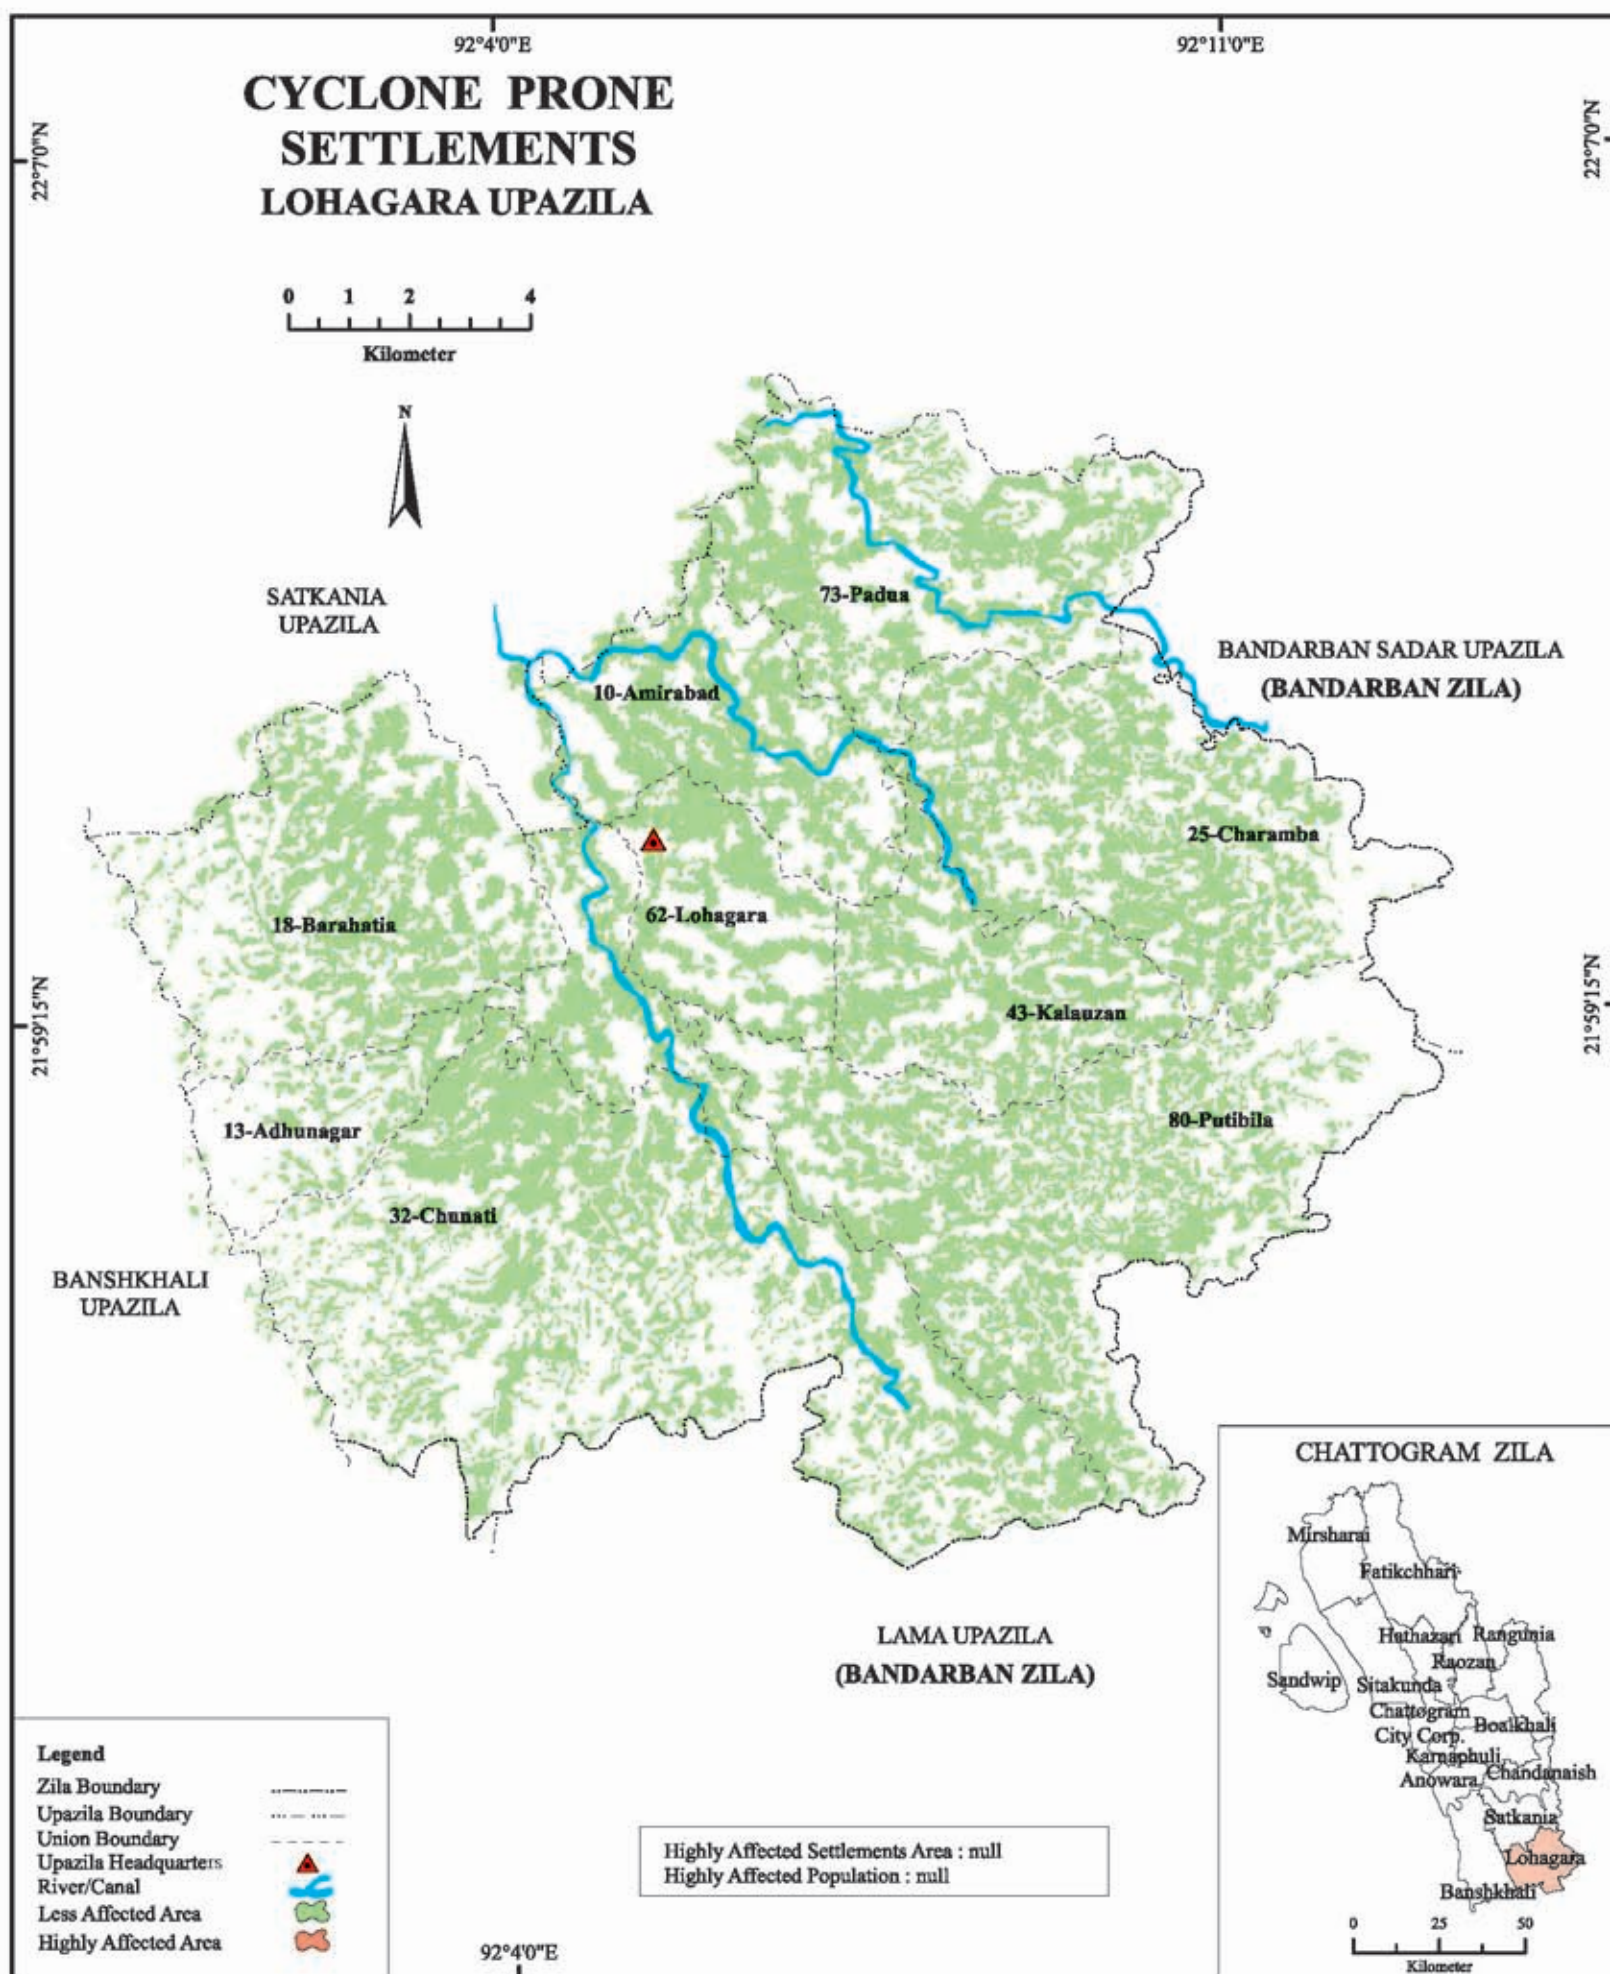 92°4'0"E
92°11'0"E
CYCLONE PRONE
SETTLEMENTS
LOHAGARA UPAZILA
22°7'0"N
22°7'0"N
0 1 2 4
Kilometer
N
SATKANIA
UPAZILA
73-Padua
BANDARBAN SADAR UPAZILA
(BANDARBAN ZILA)
10-Amirabad
25-Charamba
62-Lohagara
18-Barahatia
43-Kalauzan
21°59'15"N
21°59'15"N
80-Putibila
13-Adhunagar
32-Chunati
BANSHKHALI
UPAZILA
LAMA UPAZILA
(BANDARBAN ZILA)
CHATTOGRAM ZILA
Mirsharai
Fatikchhari
Hathazari
Rangunia
Raozan
Sandwip
Sitakunda
Chattogram
City Corp.
Boalkhali
Karnaphuli
Anowara
Chandanaish
Satkania
Lohagara
Banshkhali
0 25 50
Kilometer
Legend
Zila Boundary
Upazila Boundary
Union Boundary
Upazila Headquarters
River/Canal
Less Affected Area
Highly Affected Area
Highly Affected Settlements Area : null
Highly Affected Population : null
92°4'0"E